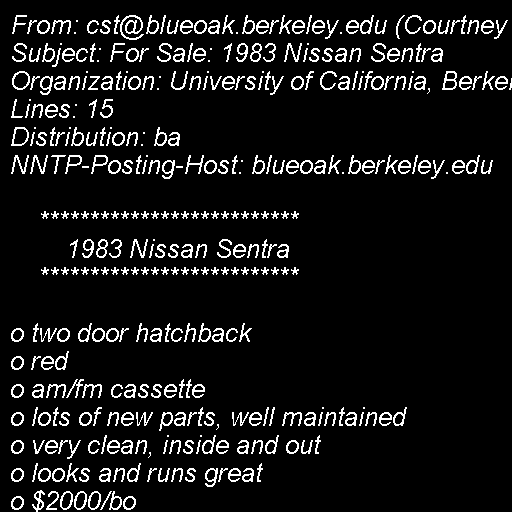 From: cst@blueoak.berkeley.edu (Courtney
Subject: For Sale: 1983 Nissan Sentra
Organization: University of California, Berkel
Lines: 15
Distribution: ba
NNTP-Posting-Host: blueoak.berkeley.edu
**************************
1983 Nissan Sentra
**************************
o two door hatchback
o red
o am/fm cassette
o lots of new parts, well maintained
o very clean, inside and out
o looks and runs great
o $2000/bo